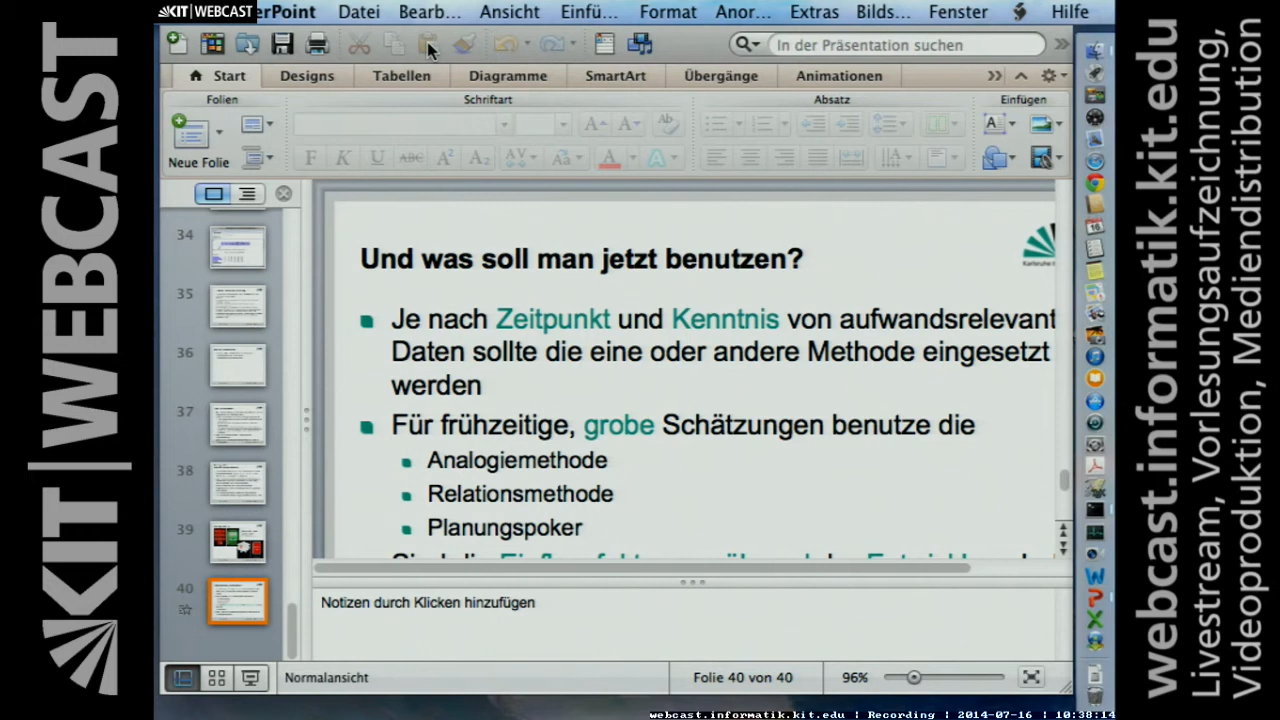 KIT|WEBCAST
erPoint Datei Bearb... Ansicht Einfü... Format Anor... Extras Bilds... Fenster Hilfe
In der Präsentation suchen
Start Designs Tabellen Diagramme SmartArt Übergänge Animationen
Folien Schriftart Absatz Einfügen
Neue Folie
F K U ABC A² A₂ AV Aa A A
34
35
36
37
38
39
40
Und was soll man jetzt benutzen?
Je nach Zeitpunkt und Kenntnis von aufwandsrelevant
Daten sollte die eine oder andere Methode eingesetzt
werden
Für frühzeitige, grobe Schätzungen benutze die
Analogiemethode
Relationsmethode
Planungspoker
Notizen durch Klicken hinzufügen
Normalansicht Folie 40 von 40 96%
KIT|WEBCAST
webcast.informatik.kit.edu
Livestream, Vorlesungsaufzeichnung,
Videoproduktion, Mediendistribution
webcast.informatik.kit.edu | Recording | 2014-07-16 | 10:38:14